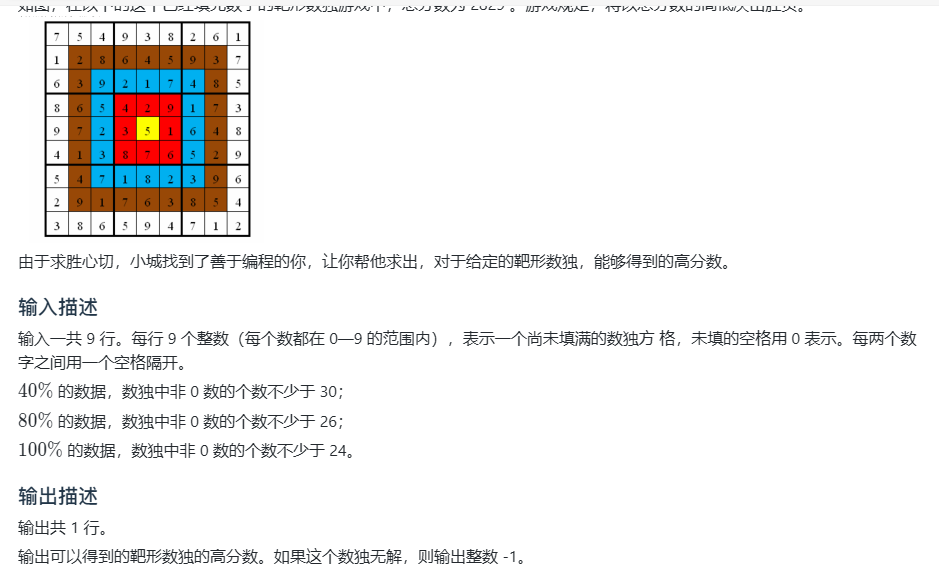 如图，在以下的这个已经填完数字的靶形数独游戏中，总分数为 2829 。游戏规定，将以总分数的高低决出胜负。
7 5 4 9 3 8 2 6 1
1 2 8 6 4 5 9 3 7
6 3 9 2 1 7 4 8 5
8 6 5 4 2 9 1 7 3
9 7 2 3 5 1 6 4 8
4 1 3 8 7 6 5 2 9
5 4 7 1 8 2 3 9 6
2 9 1 7 6 3 8 5 4
3 8 6 5 9 4 7 1 2
由于求胜心切，小城找到了善于编程的你，让你帮他求出，对于给定的靶形数独，能够得到的高分数。
输入描述
输入一共 9 行。每行 9 个整数（每个数都在 0—9 的范围内），表示一个尚未填满的数独方 格，未填的空格用 0 表示。每两个数
字之间用一个空格隔开。
40% 的数据，数独中非 0 数的个数不少于 30；
80% 的数据，数独中非 0 数的个数不少于 26；
100% 的数据，数独中非 0 数的个数不少于 24。
输出描述
输出共 1 行。
输出可以得到的靶形数独的高分数。如果这个数独无解，则输出整数 -1。